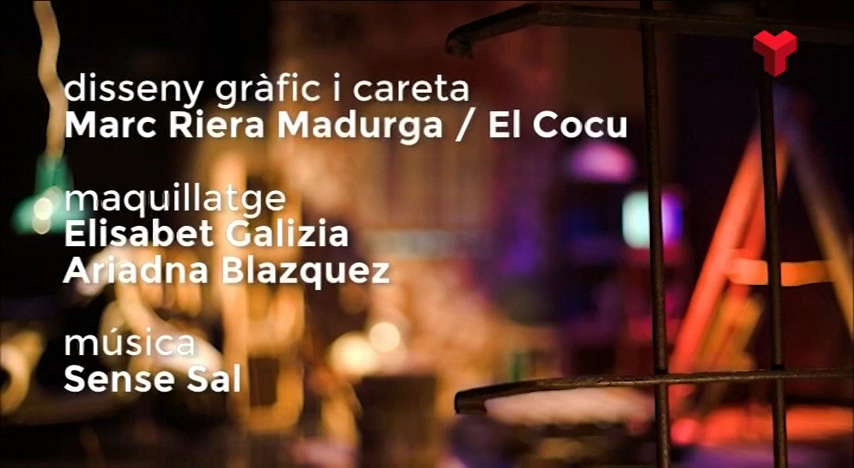 disseny gràfic i careta
Marc Riera Madurga / El Cocu
maquillatge
Elisabet Galizia
Ariadna Blazquez
música
Sense Sal